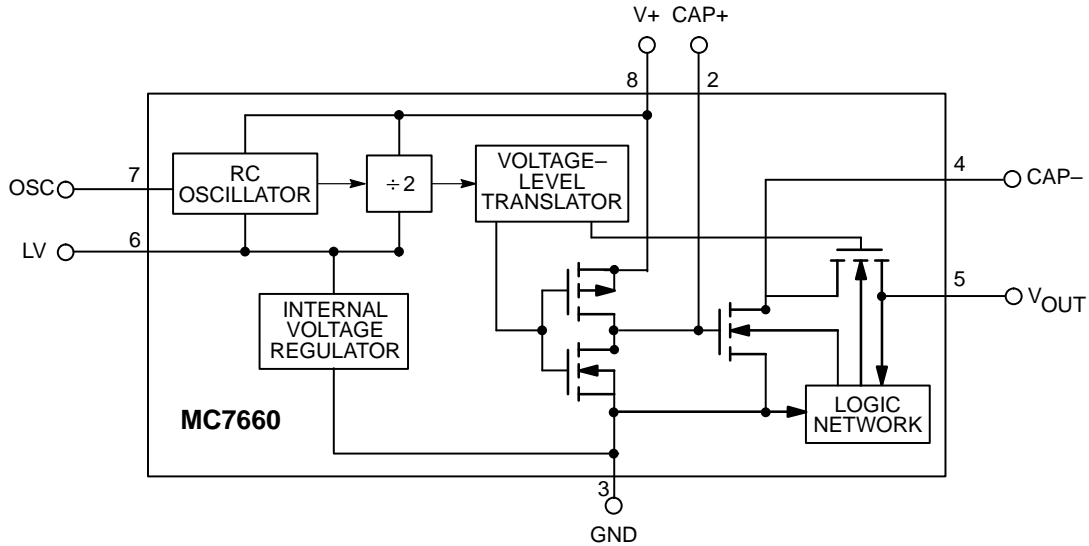 V+ CAP+
8 2
RC
OSCILLATOR
÷2
VOLTAGE–
LEVEL
TRANSLATOR
OSC 7
4 CAP–
LV 6
5 VOUT
INTERNAL
VOLTAGE
REGULATOR
MC7660
LOGIC
NETWORK
3
GND